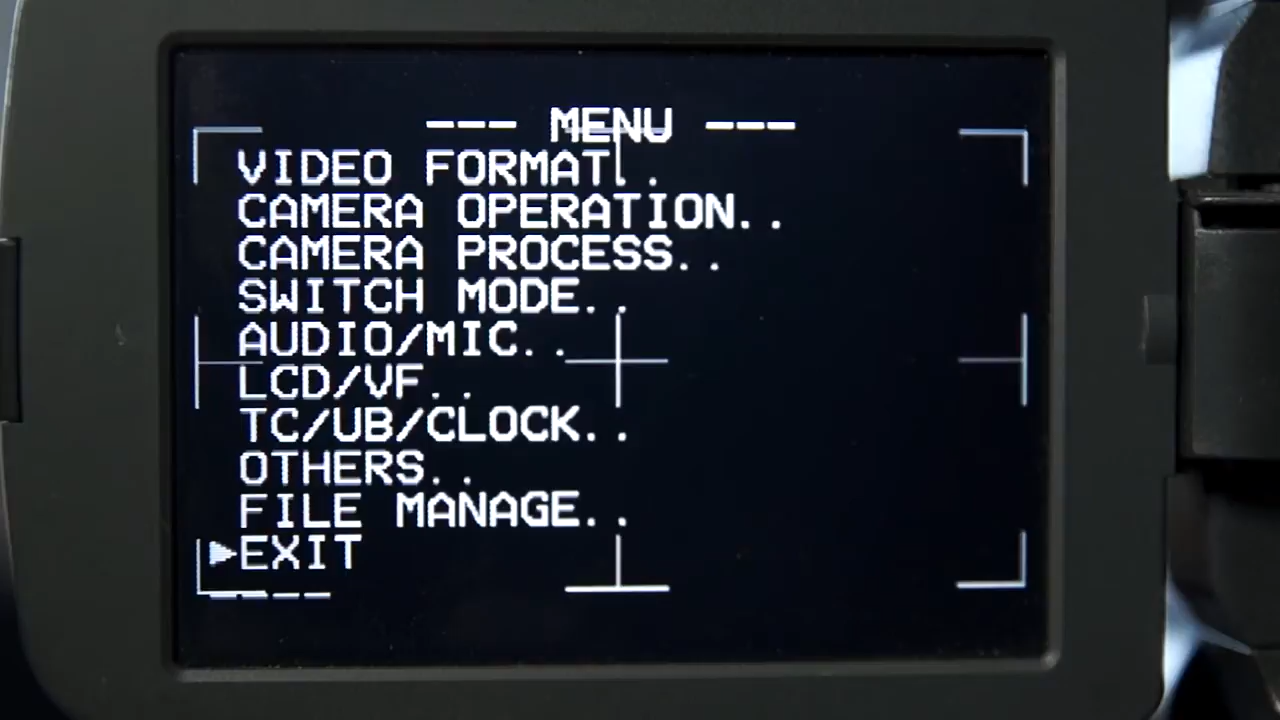 --- MENU ---
VIDEO FORMAT..
CAMERA OPERATION..
CAMERA PROCESS..
SWITCH MODE..
AUDIO/MIC..
LCD/VF..
TC/UB/CLOCK..
OTHERS..
FILE MANAGE..
▶EXIT
----